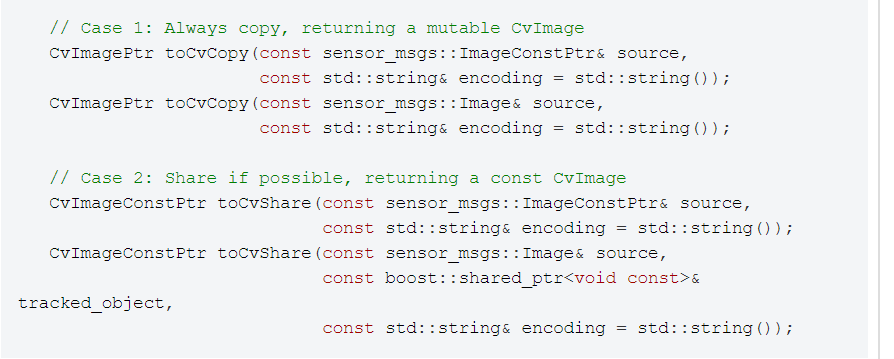 // Case 1: Always copy, returning a mutable CvImage
CvImagePtr toCvCopy(const sensor_msgs::ImageConstPtr& source,
const std::string& encoding = std::string());
CvImagePtr toCvCopy(const sensor_msgs::Image& source,
const std::string& encoding = std::string());
// Case 2: Share if possible, returning a const CvImage
CvImageConstPtr toCvShare(const sensor_msgs::ImageConstPtr& source,
const std::string& encoding = std::string());
CvImageConstPtr toCvShare(const sensor_msgs::Image& source,
const boost::shared_ptr<void const>&
tracked_object,
const std::string& encoding = std::string());